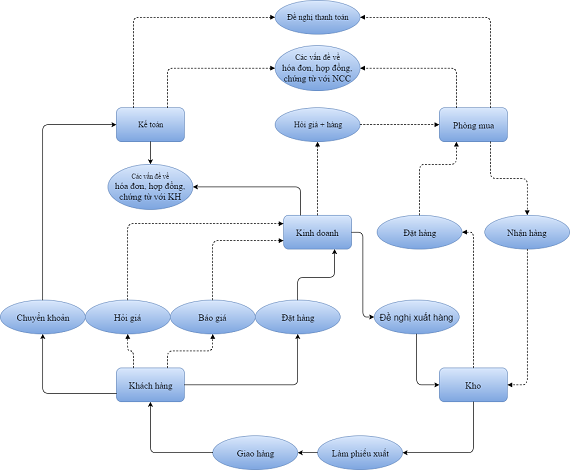 Đề nghị thanh toán
Các vấn đề về
hóa đơn, hợp đồng,
chứng từ với NCC
Kế toán
Hỏi giá + hàng
Phòng mua
Các vấn đề về
hóa đơn, hợp đồng,
chứng từ với KH
Kinh doanh
Đặt hàng
Nhận hàng
Chuyển khoản
Hỏi giá
Báo giá
Đặt hàng
Đề nghị xuất hàng
Khách hàng
Kho
Giao hàng
Làm phiếu xuất